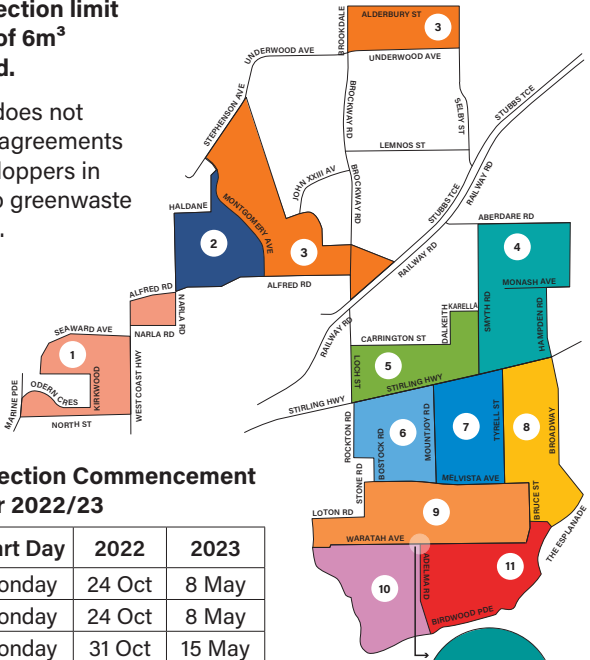 ection limit
of 6m³
d.
does not
agreements
loppers in
o greenwaste
.
ALDERBURY ST
BROOKDALE
3
UNDERWOOD AVE
UNDERWOOD AVE
STEPHENSON AVE
BROCKWAY RD
SELBY ST
STUBBS TCE
LEMNOS ST
JOHN XXIII AV
BROCKWAY RD
STUBBS TCE
RAILWAY RD
HALDANE
MONTGOMERY AVE
2
3
RAILWAY RD
ABERDARE RD
4
ALFRED RD
ALFRED RD
NARLA RD
MONASH AVE
SMYTH RD
HAMPDEN RD
KARELLA
DALKEITH
NARLA RD
RAILWAY RD
SEAWARD AVE
1
KIRKWOOD
WEST COAST HWY
ODERN CRES
MARINE PDE
NORTH ST
CARRINGTON ST
LOCH ST
5
STIRLING HWY
STIRLING HWY
ROCKTON RD
BOSTOCK RD
6
MOUNTJOY RD
7
TYRELL ST
8
BROADWAY
STONE RD
MELVISTA AVE
BRUCE ST
LOTON RD
9
WARATAH AVE
THE ESPLANADE
10
ADELMA RD
11
BIRDWOOD PDE
ection Commencement
r 2022/23
art Day 2022 2023
onday 24 Oct 8 May
onday 24 Oct 8 May
onday 31 Oct 15 May